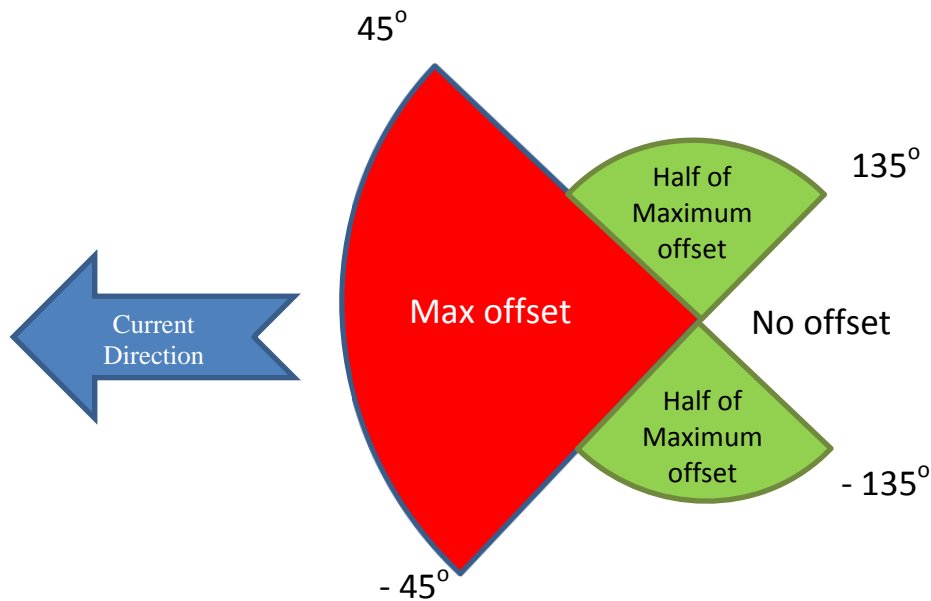 45°
135°
Half of
Maximum
offset
Max offset
Current
Direction
No offset
Half of
Maximum
offset
- 135°
- 45°